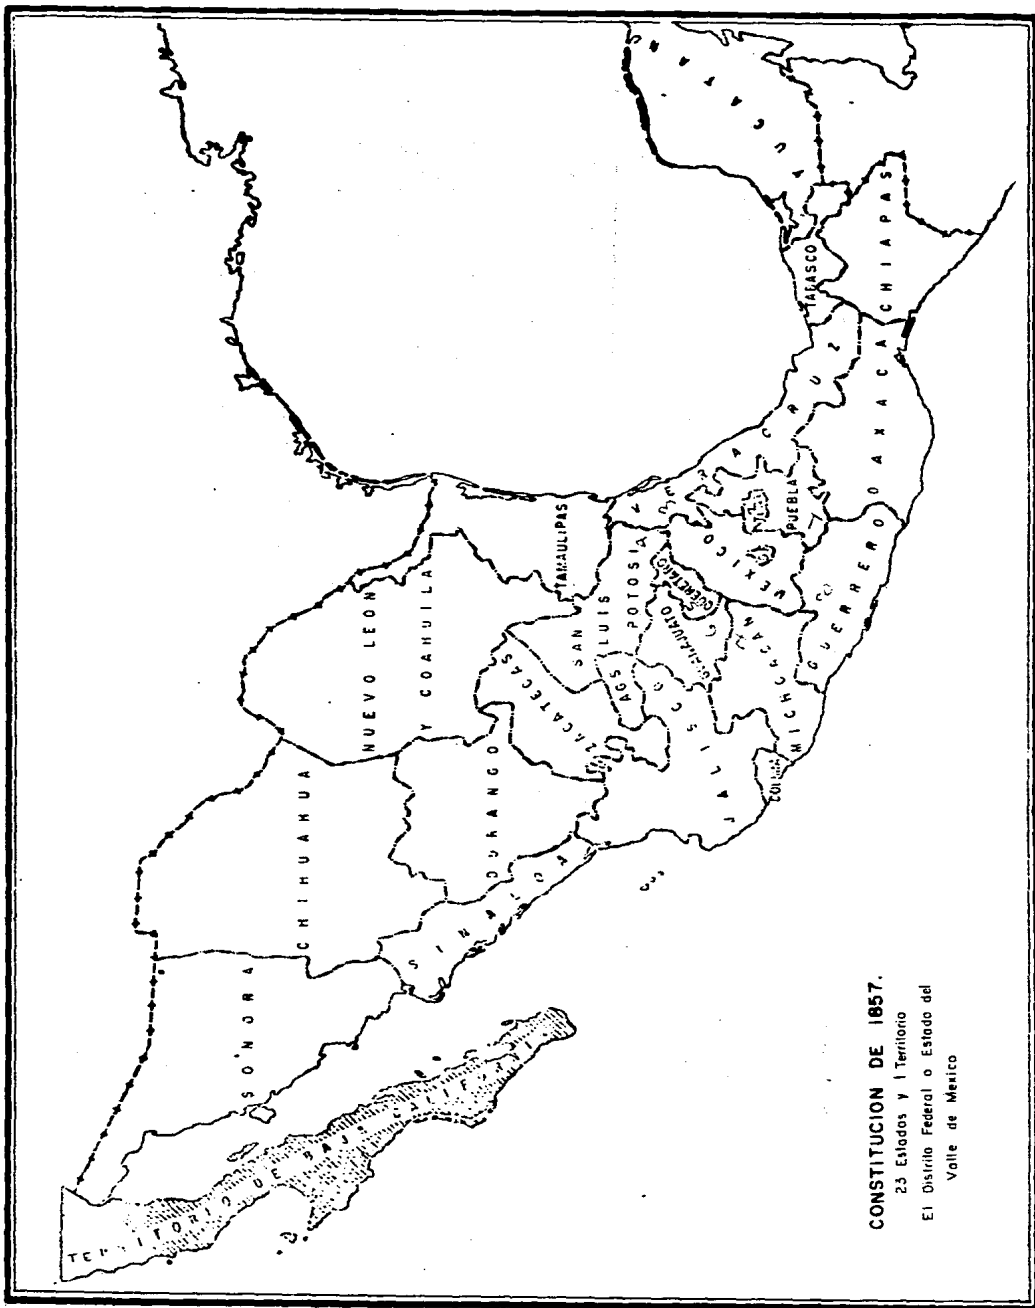 TERRITORIO DE BAJA CALIFORNIA
SONORA
CHIHUAHUA
SINALOA
DURANGO
NUEVO LEON
Y COAHUILA
TAMAULIPAS
ZACATECAS
SAN
LUIS
POTOSI
AGS
JALISCO
GUANAJUATO
QUERETARO
COLIMA
MICHOACAN
MEXICO
PUEBLA
VERACRUZ
GUERRERO
OAXACA
TABASCO
CHIAPAS
YUCATAN
CONSTITUCION DE 1857.
23 Estados y 1 Territorio
El Distrito Federal o Estado del
Valle de Mexico